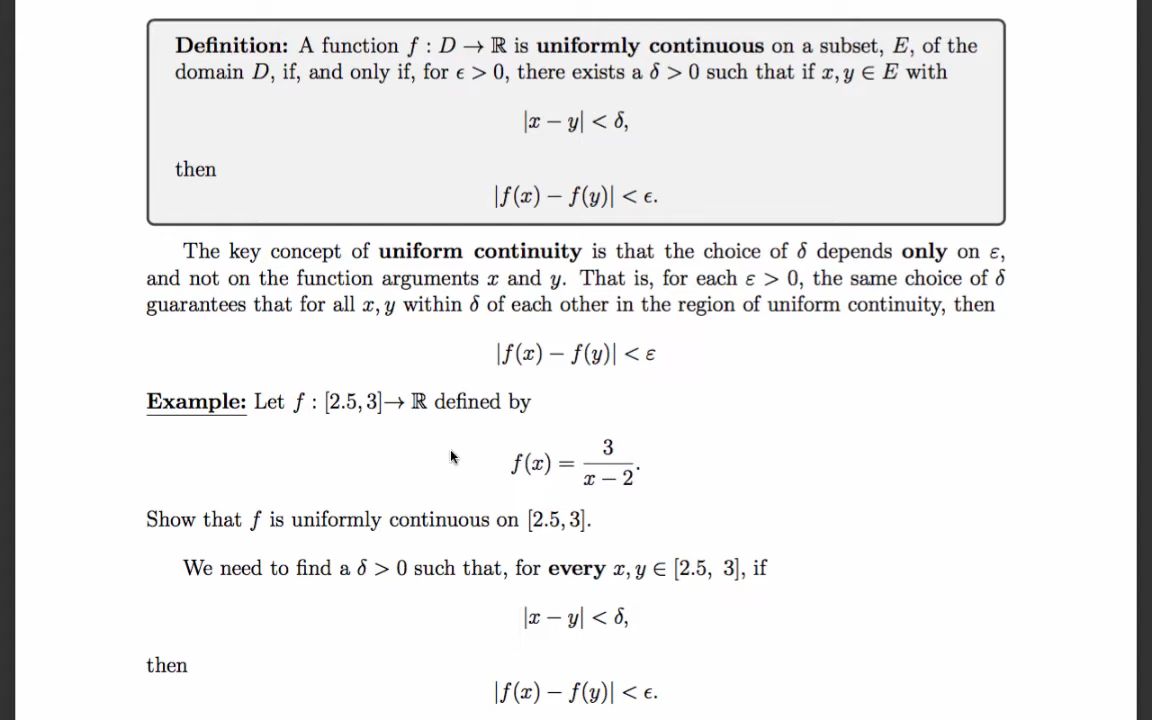 Definition: A function f : D → ℝ is uniformly continuous on a subset, E, of the
domain D, if, and only if, for ϵ > 0, there exists a δ > 0 such that if x, y ∈ E with
|x − y| < δ,
then
|f(x) − f(y)| < ϵ.
The key concept of uniform continuity is that the choice of δ depends only on ε,
and not on the function arguments x and y. That is, for each ε > 0, the same choice of δ
guarantees that for all x, y within δ of each other in the region of uniform continuity, then
|f(x) − f(y)| < ε
Example: Let f : [2.5, 3]→ ℝ defined by
f(x) = 3/(x − 2).
Show that f is uniformly continuous on [2.5, 3].
We need to find a δ > 0 such that, for every x, y ∈ [2.5, 3], if
|x − y| < δ,
then
|f(x) − f(y)| < ϵ.